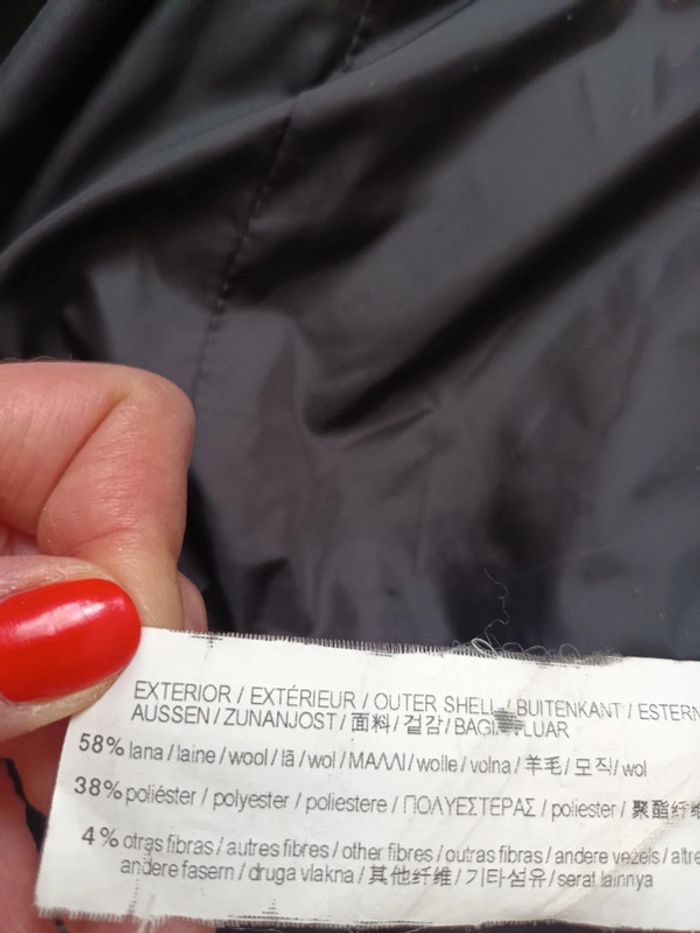 EXTERIOR / EXTÉRIEUR / OUTER SHELL / BUITENKANT / ESTERN
AUSSEN / ZUNANJOST / 面料 / 겉감 / LUAR
58% lana / laine / wool / lã / wol / ΜΑΛΛΙ / wolle / volna / 羊毛 / 모직 / wol
38% poliéster / polyester / poliestere / ΠΟΛΥΕΣΤΕΡΑΣ / poliester / 聚酯纤维
4% otras fibras / autres fibres / other fibres / outras fibras / andere vezels / altre
andere fasern / druga vlakna / 其他纤维 / 기타섬유 / serat lainnya